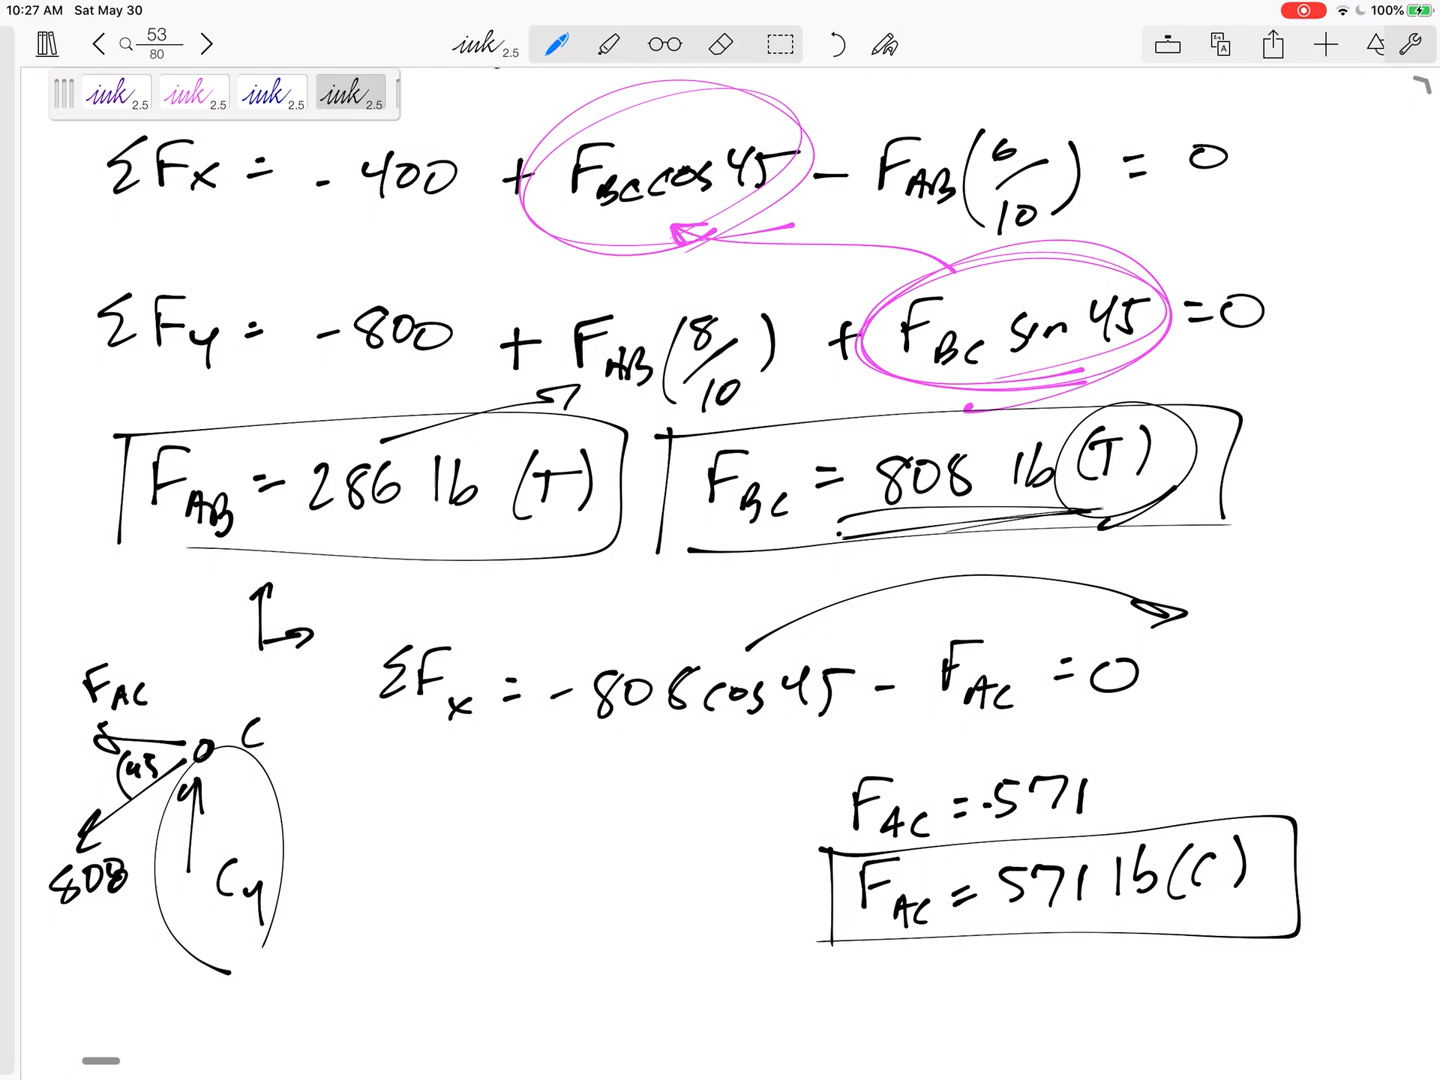 10:27 AM Sat May 30
100%
53
80
ink 2.5
ink 2.5 ink 2.5 ink 2.5 ink 2.5
ΣFx = -400 + FBC cos 45 - FAB (6/10) = 0
ΣFy = -800 + FAB (8/10) + FBC sin 45 = 0
FAB = 286 lb (T)
FBC = 808 lb (T)
ΣFx = -808 cos 45 - FAC = 0
FAC
C
45
808
Cy
FAC = -571
FAC = 571 lb (C)